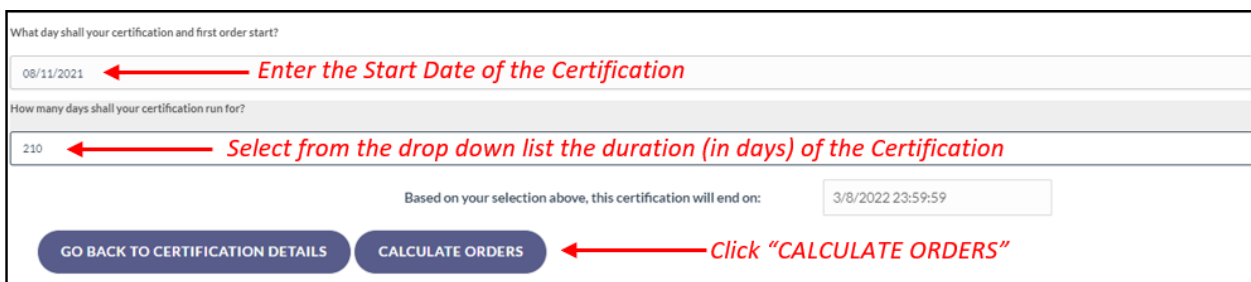 What day shall your certification and first order start?
08/11/2021 Enter the Start Date of the Certification
How many days shall your certification run for?
210 Select from the drop down list the duration (in days) of the Certification
Based on your selection above, this certification will end on: 3/8/2022 23:59:59
GO BACK TO CERTIFICATION DETAILS CALCULATE ORDERS Click “CALCULATE ORDERS”